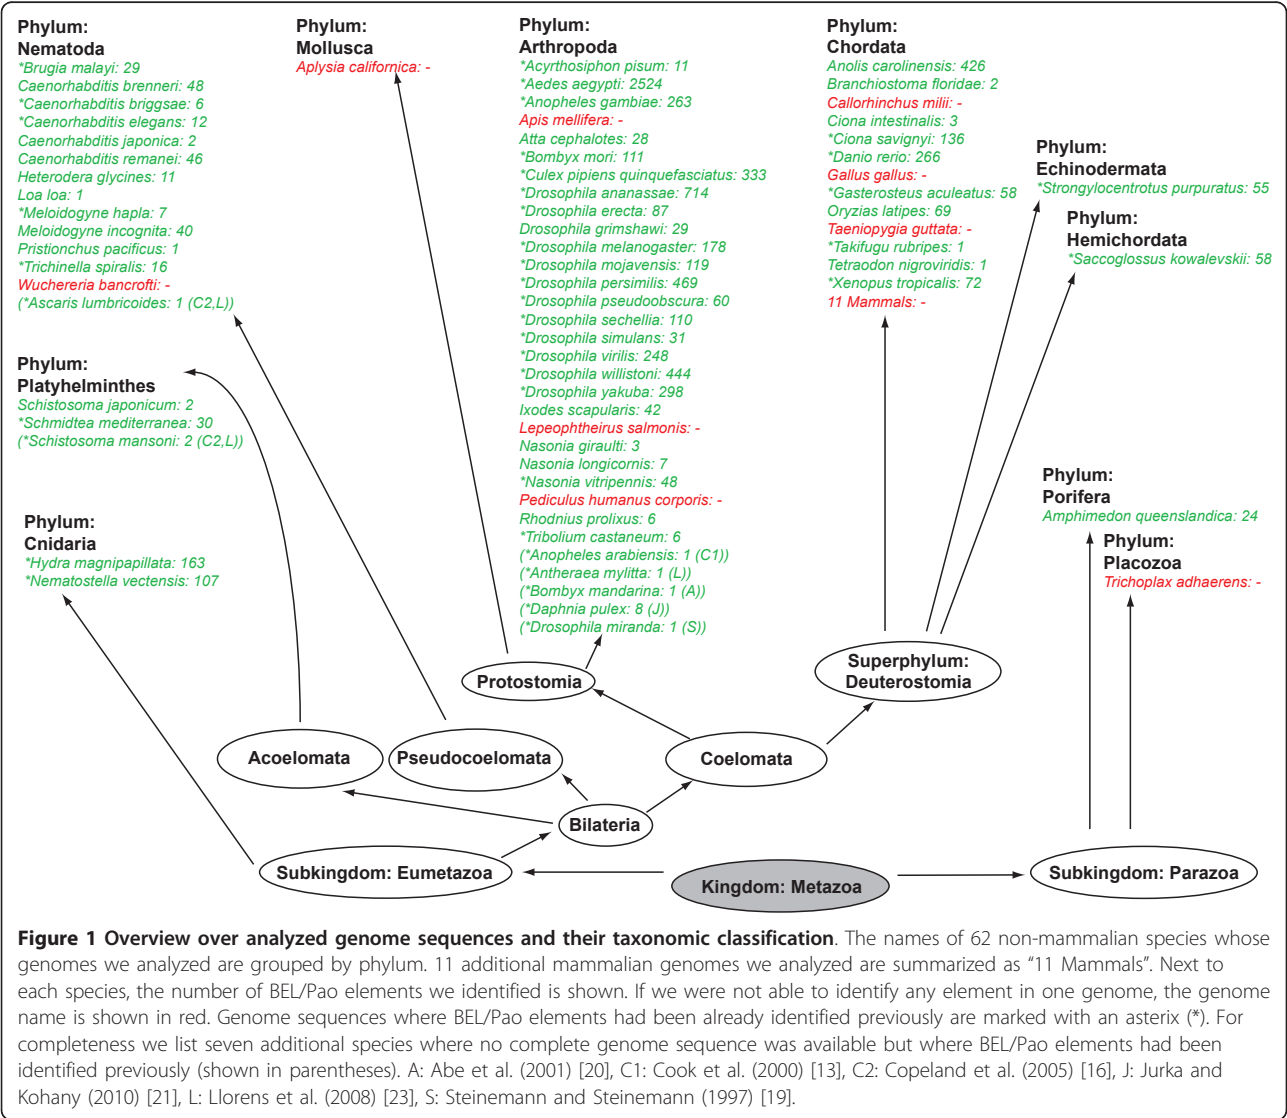 Phylum:
Nematoda
*Brugia malayi: 29
Caenorhabditis brenneri: 48
*Caenorhabditis briggsae: 6
*Caenorhabditis elegans: 12
Caenorhabditis japonica: 2
Caenorhabditis remanei: 46
Heterodera glycines: 11
Loa loa: 1
*Meloidogyne hapla: 7
Meloidogyne incognita: 40
Pristionchus pacificus: 1
*Trichinella spiralis: 16
Wuchereria bancrofti: -
(*Ascaris lumbricoides: 1 (C2,L))
Phylum:
Platyhelminthes
Schistosoma japonicum: 2
*Schmidtea mediterranea: 30
(*Schistosoma mansoni: 2 (C2,L))
Phylum:
Cnidaria
*Hydra magnipapillata: 163
*Nematostella vectensis: 107
Phylum:
Mollusca
Aplysia californica: -
Phylum:
Arthropoda
*Acyrthosiphon pisum: 11
*Aedes aegypti: 2524
*Anopheles gambiae: 263
Apis mellifera: -
Atta cephalotes: 28
*Bombyx mori: 111
*Culex pipiens quinquefasciatus: 333
*Drosophila ananassae: 714
*Drosophila erecta: 87
Drosophila grimshawi: 29
*Drosophila melanogaster: 178
*Drosophila mojavensis: 119
*Drosophila persimilis: 469
*Drosophila pseudoobscura: 60
*Drosophila sechellia: 110
*Drosophila simulans: 31
*Drosophila virilis: 248
*Drosophila willistoni: 444
*Drosophila yakuba: 298
Ixodes scapularis: 42
Lepeophtheirus salmonis: -
Nasonia giraulti: 3
Nasonia longicornis: 7
*Nasonia vitripennis: 48
Pediculus humanus corporis: -
Rhodnius prolixus: 6
*Tribolium castaneum: 6
(*Anopheles arabiensis: 1 (C1))
(*Antheraea mylitta: 1 (L))
(*Bombyx mandarina: 1 (A))
(*Daphnia pulex: 8 (J))
(*Drosophila miranda: 1 (S))
Phylum:
Chordata
Anolis carolinensis: 426
Branchiostoma floridae: 2
Callorhinchus milii: -
Ciona intestinalis: 3
*Ciona savignyi: 136
*Danio rerio: 266
Gallus gallus: -
*Gasterosteus aculeatus: 58
Oryzias latipes: 69
Taeniopygia guttata: -
*Takifugu rubripes: 1
Tetraodon nigroviridis: 1
*Xenopus tropicalis: 72
11 Mammals: -
Phylum:
Echinodermata
*Strongylocentrotus purpuratus: 55
Phylum:
Hemichordata
*Saccoglossus kowalevskii: 58
Phylum:
Porifera
Amphimedon queenslandica: 24
Phylum:
Placozoa
Trichoplax adhaerens: -
Protostomia
Superphylum:
Deuterostomia
Acoelomata
Pseudocoelomata
Coelomata
Bilateria
Subkingdom: Eumetazoa
Kingdom: Metazoa
Subkingdom: Parazoa
Figure 1 Overview over analyzed genome sequences and their taxonomic classification. The names of 62 non-mammalian species whose
genomes we analyzed are grouped by phylum. 11 additional mammalian genomes we analyzed are summarized as “11 Mammals”. Next to
each species, the number of BEL/Pao elements we identified is shown. If we were not able to identify any element in one genome, the genome
name is shown in red. Genome sequences where BEL/Pao elements had been already identified previously are marked with an asterix (*). For
completeness we list seven additional species where no complete genome sequence was available but where BEL/Pao elements had been
identified previously (shown in parentheses). A: Abe et al. (2001) [20], C1: Cook et al. (2000) [13], C2: Copeland et al. (2005) [16], J: Jurka and
Kohany (2010) [21], L: Llorens et al. (2008) [23], S: Steinemann and Steinemann (1997) [19].